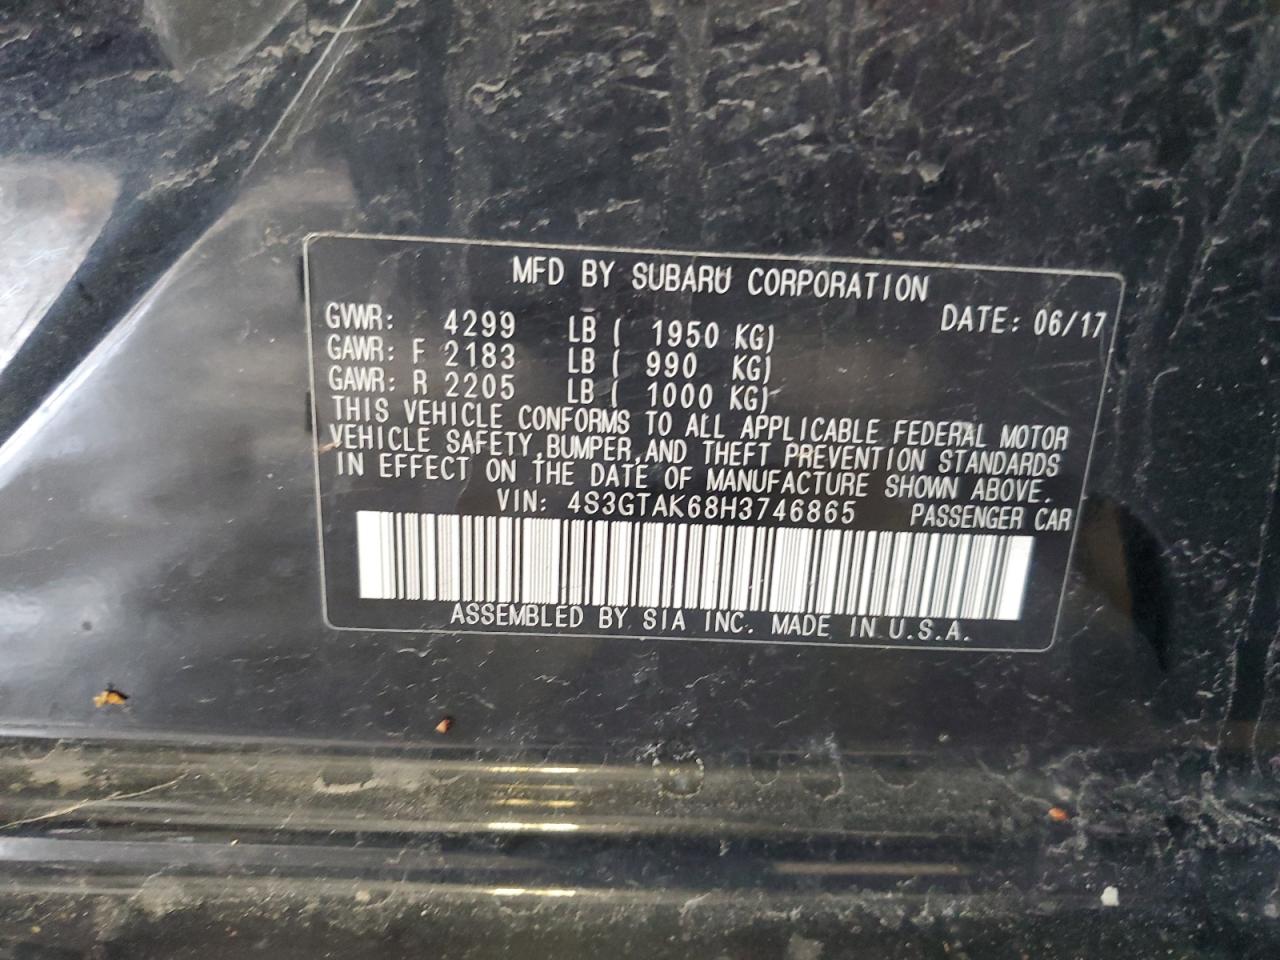 MFD BY SUBARU CORPORATION
DATE: 06/17
GVWR: 4299 LB ( 1950 KG)
GAWR: F 2183 LB ( 990 KG)
GAWR: R 2205 LB ( 1000 KG)
THIS VEHICLE CONFORMS TO ALL APPLICABLE FEDERAL MOTOR
VEHICLE SAFETY,BUMPER,AND THEFT PREVENTION STANDARDS
IN EFFECT ON THE DATE OF MANUFACTURE SHOWN ABOVE.
VIN: 4S3GTAK68H3746865 PASSENGER CAR
ASSEMBLED BY SIA INC. MADE IN U.S.A.